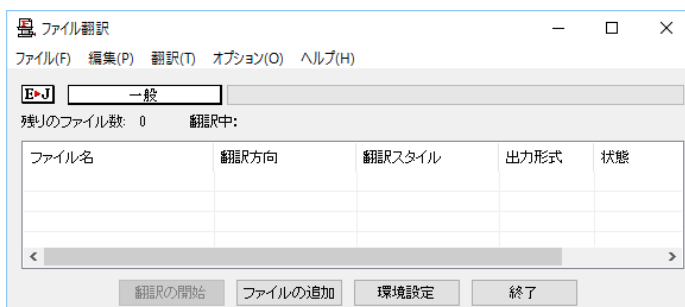 ファイル翻訳
ファイル(F) 編集(P) 翻訳(T) オプション(O) ヘルプ(H)
E▸J 一般
残りのファイル数: 0 翻訳中:
ファイル名 翻訳方向 翻訳スタイル 出力形式 状態
翻訳の開始 ファイルの追加 環境設定 終了